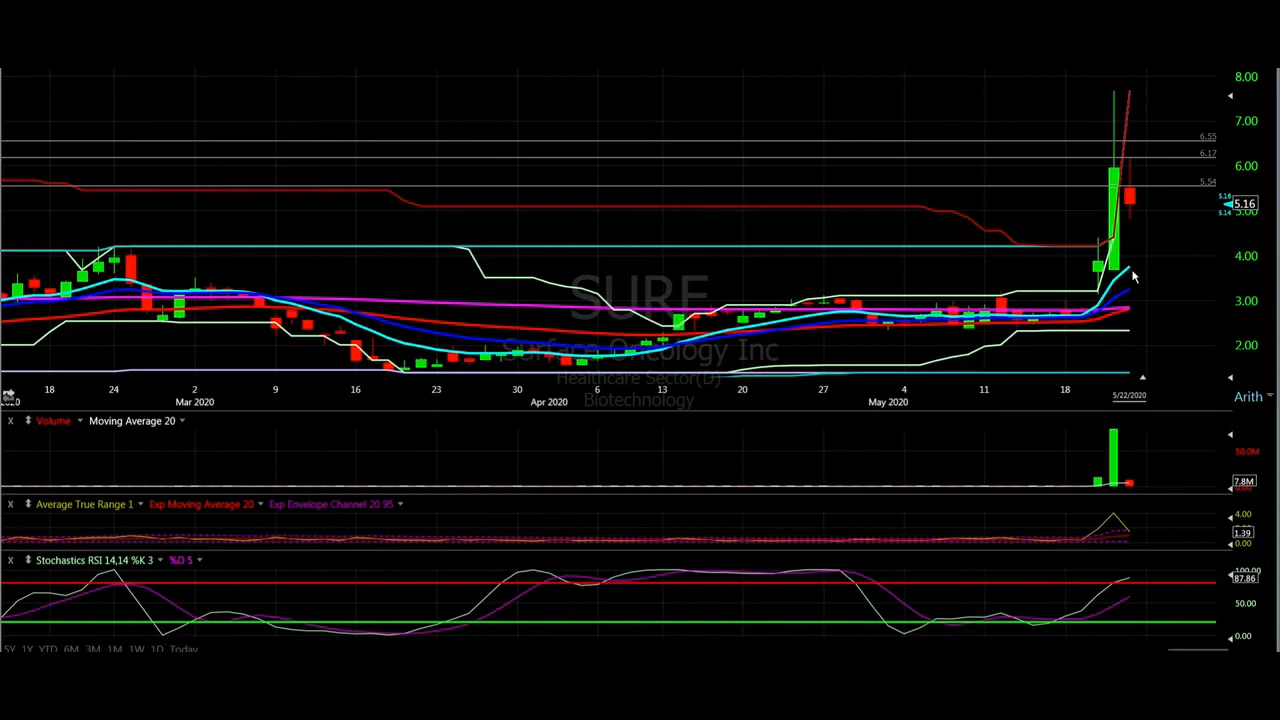 8.00
7.00
6.55
6.17
6.00
5.54
5.16
5.16
5.14
5.00
4.00
3.00
2.00
SURF
Surface Oncology Inc
Healthcare Sector(D)
Biotechnology
18 24 2 9 16 23 30 6 13 20 27 4 11 18
2020 Mar 2020 Apr 2020 May 2020 5/22/2020
Arith
X Volume Moving Average 20
50.0M
7.8M
X Average True Range 1 Exp Moving Average 20 Exp Envelope Channel 20 95
4.00
1.39
0.00
X Stochastics RSI 14,14 %K 3 %D 5
100.00
87.86
50.00
0.00
5Y 1Y YTD 6M 3M 1M 1W 1D Today